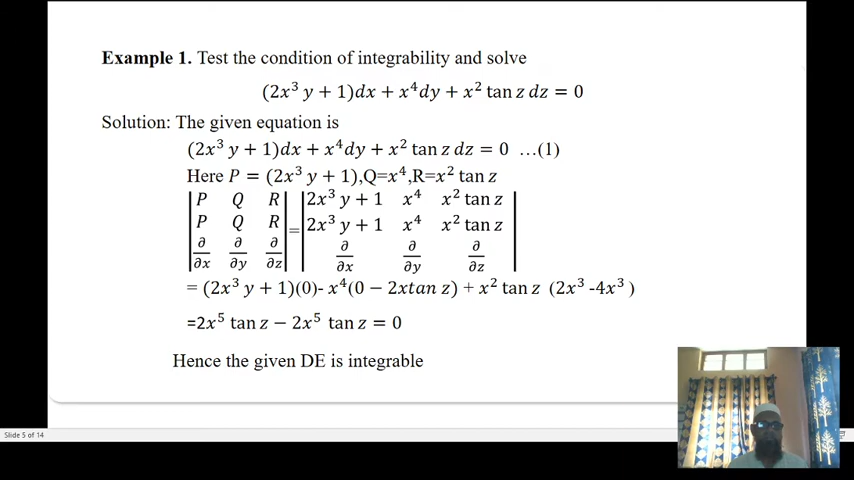 Example 1. Test the condition of integrability and solve
(2x³ y + 1)dx + x⁴dy + x² tan z dz = 0
Solution: The given equation is
(2x³ y + 1)dx + x⁴dy + x² tan z dz = 0 …(1)
Here P = (2x³ y + 1),Q=x⁴,R=x² tan z
|P Q R| |2x³ y + 1 x⁴ x² tan z|
|P Q R| = |2x³ y + 1 x⁴ x² tan z|
|∂/∂x ∂/∂y ∂/∂z| |∂/∂x ∂/∂y ∂/∂z|
= (2x³ y + 1)(0)- x⁴(0 − 2xtan z) + x² tan z (2x³ -4x³ )
=2x⁵ tan z − 2x⁵ tan z = 0
Hence the given DE is integrable
Slide 5 of 14